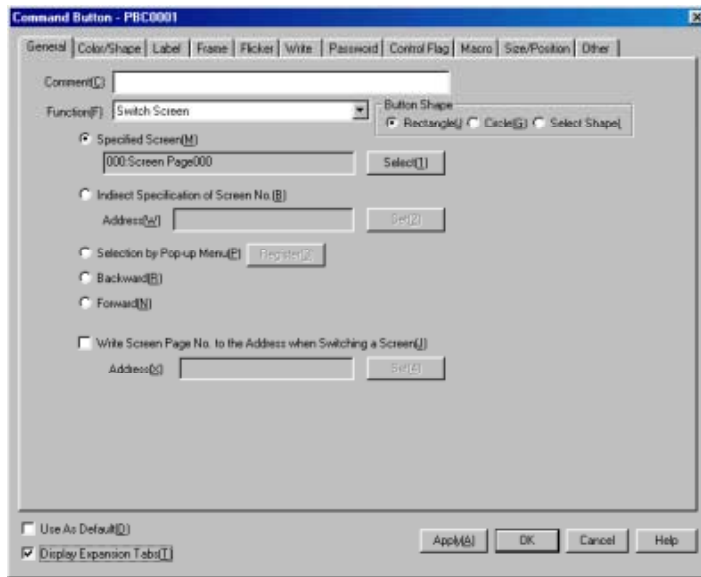 Command Button - PBC0001
General Color/Shape Label Frame Flicker Write Password Control Flag Macro Size/Position Other
Comment(C)
Function(F) Switch Screen
Button Shape
Rectangle(J Circle(G) Select Shape(
Specified Screen(M)
000:Screen Page000 Select(1)
Indirect Specification of Screen No.(B)
Address(W) Set(2)
Selection by Pop-up Menu(P) Register(3)
Backward(R)
Forward(N)
Write Screen Page No. to the Address when Switching a Screen(J)
Address(X) Set(4)
Use As Default(D)
Display Expansion Tabs(T)
Apply(A) OK Cancel Help